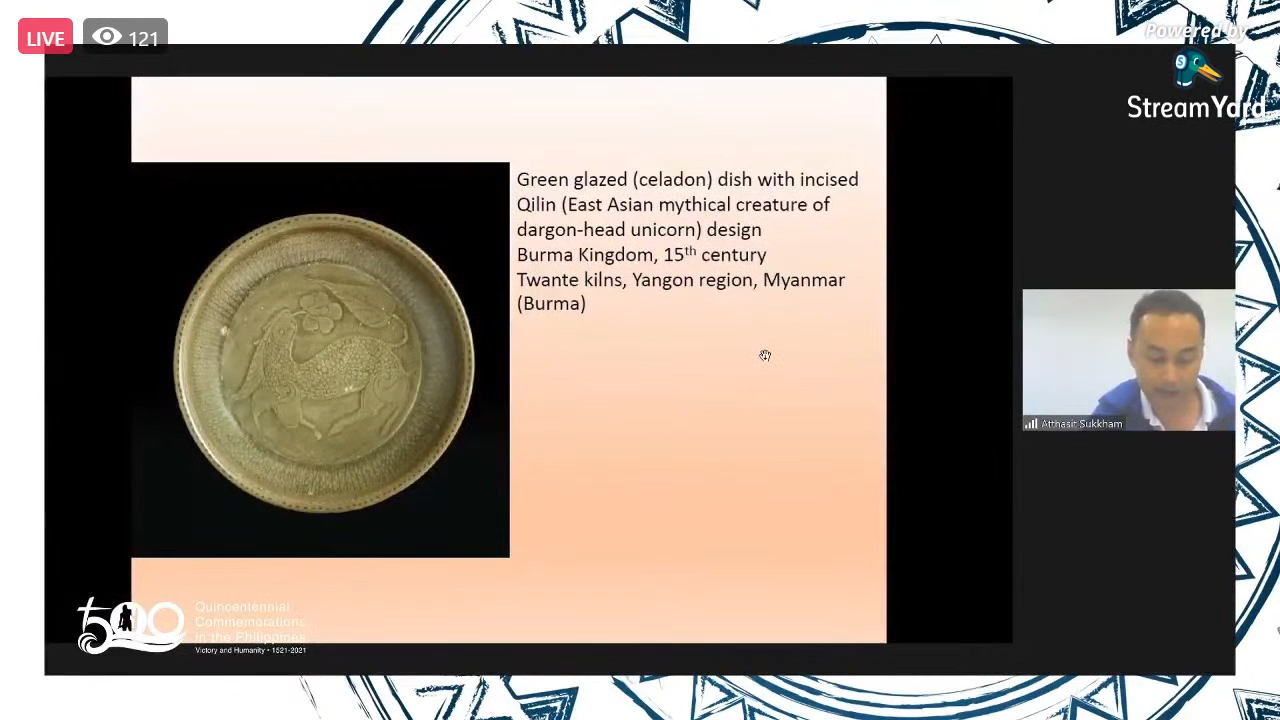 LIVE
121
Powered by
StreamYard
Green glazed (celadon) dish with incised
Qilin (East Asian mythical creature of
dargon-head unicorn) design
Burma Kingdom, 15th century
Twante kilns, Yangon region, Myanmar
(Burma)
Atthasit Sukkham
500
Quincentennial
Commemorations
in the Philippines
Victory and Humanity • 1521-2021